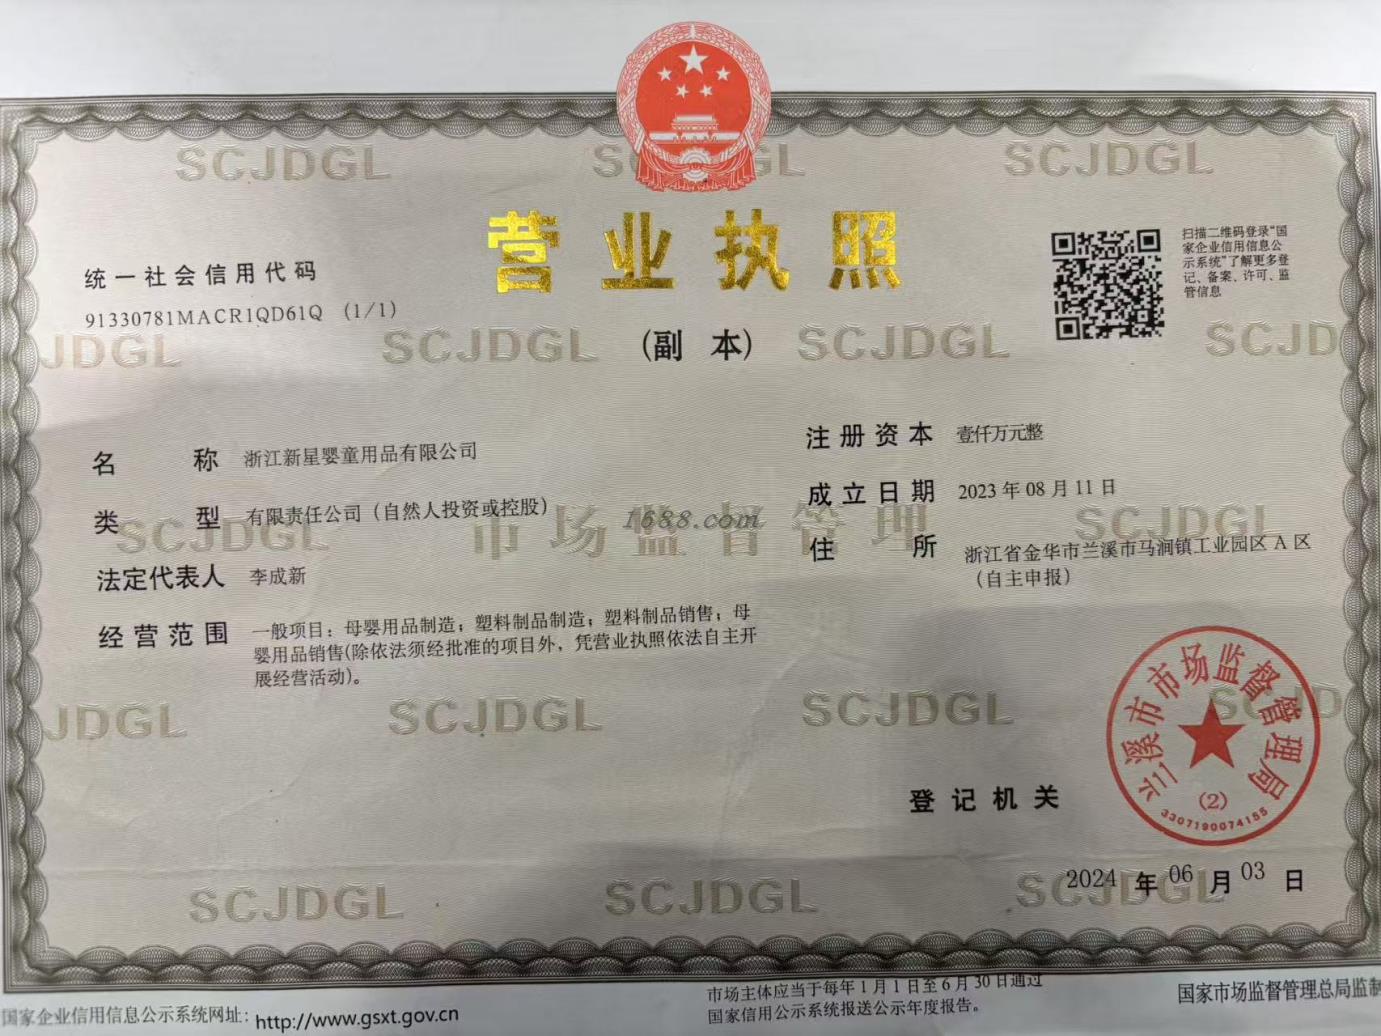 SCJDGL
SCJDGL
营业执照
(副 本)
统一社会信用代码
91330781MACR1QD61Q (1/1)
扫描二维码登录“国
家企业信用信息公
示系统”了解更多登
记、备案、许可、监
管信息
JDGL
SCJDGL
SCJDGL
SCJD
名 称 浙江新星婴童用品有限公司
类 型 有限责任公司（自然人投资或控股）
法定代表人 李成新
经营范围 一般项目：母婴用品制造；塑料制品制造；塑料制品销售；母
婴用品销售(除依法须经批准的项目外，凭营业执照依法自主开
展经营活动)。
注册资本 壹仟万元整
成立日期 2023年08月11日
住 所 浙江省金华市兰溪市马涧镇工业园区A区
（自主申报）
SCJDGL
市场监督管理
1688.com
SCJDGL
JDGL
SCJDGL
SCJDGL
登记机关
兰溪市市场监督管理局
(2)
3307190074155
2024 年 06 月 03 日
SCJDGL
SCJDGL
SCJDGL
国家企业信用信息公示系统网址：http://www.gsxt.gov.cn
市场主体应当于每年1月1日至6月30日通过
国家信用公示系统报送公示年度报告。
国家市场监督管理总局监制